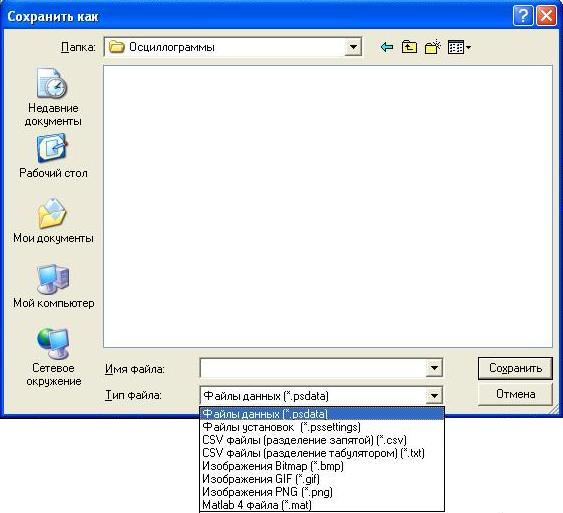 Сохранить как
Папка:
Осциллограммы
Недавние
документы
Рабочий стол
Мои документы
Мой компьютер
Сетевое
окружение
Имя файла:
Сохранить
Тип файла:
Файлы данных (*.psdata)
Отмена
Файлы данных (*.psdata)
Файлы установок (*.pssettings)
CSV файлы (разделение запятой) (*.csv)
CSV файлы (разделение табулятором) (*.txt)
Изображения Bitmap (*.bmp)
Изображения GIF (*.gif)
Изображения PNG (*.png)
Matlab 4 файла (*.mat)